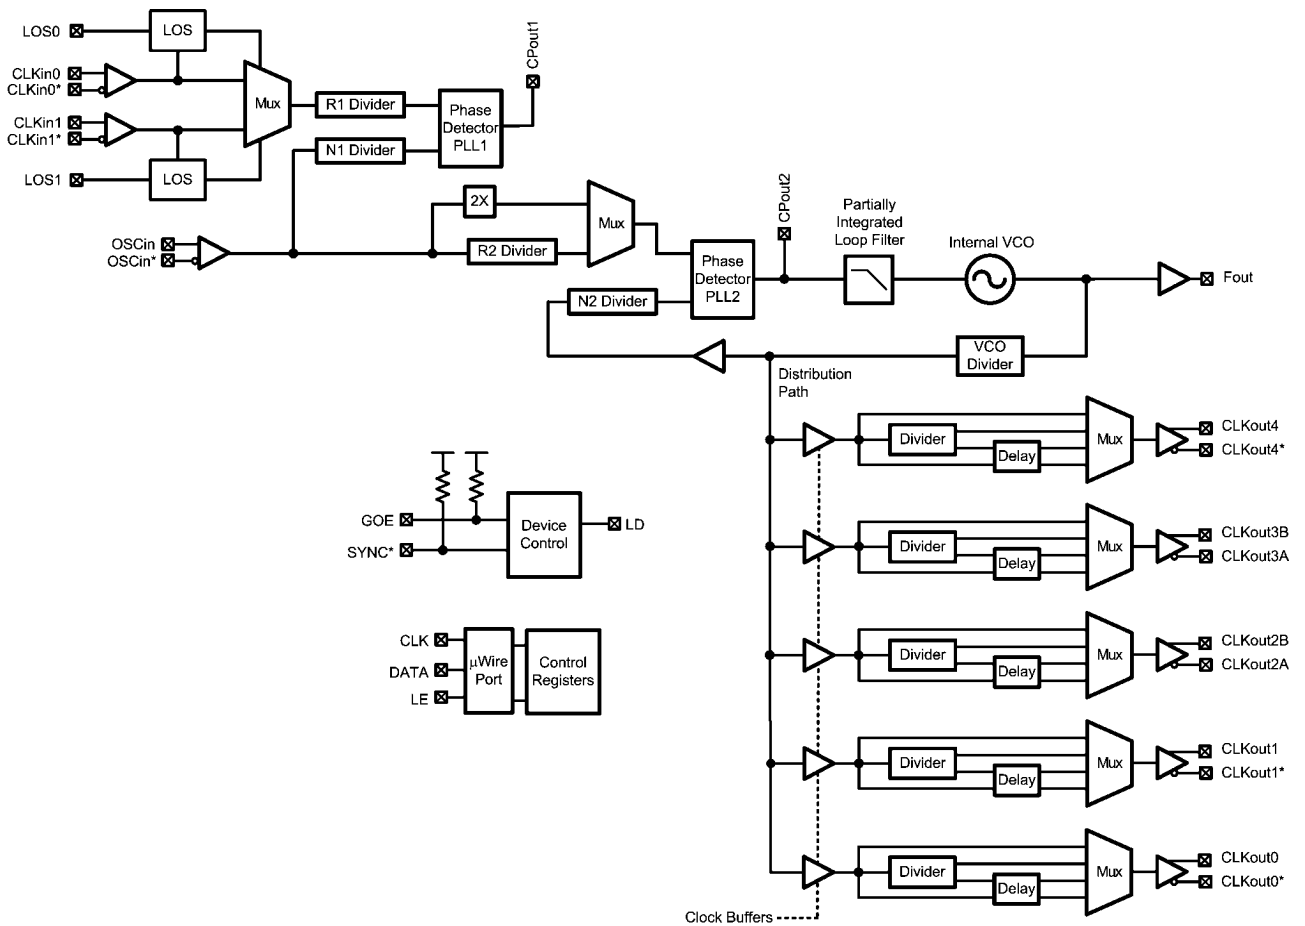 LOS0
LOS
CPout1
CLKin0
CLKin0*
Mux
R1 Divider
Phase
Detector
PLL1
CLKin1
CLKin1*
N1 Divider
LOS1
LOS
2X
CPout2
Partially
Integrated
Loop Filter
Mux
OSCin
OSCin*
R2 Divider
Internal VCO
Phase
Detector
PLL2
Fout
N2 Divider
VCO
Divider
Distribution
Path
Divider
Delay
Mux
CLKout4
CLKout4*
GOE
SYNC*
Device
Control
LD
Divider
Delay
Mux
CLKout3B
CLKout3A
CLK
DATA
LE
µWire
Port
Control
Registers
Divider
Delay
Mux
CLKout2B
CLKout2A
Divider
Delay
Mux
CLKout1
CLKout1*
Divider
Delay
Mux
CLKout0
CLKout0*
Clock Buffers